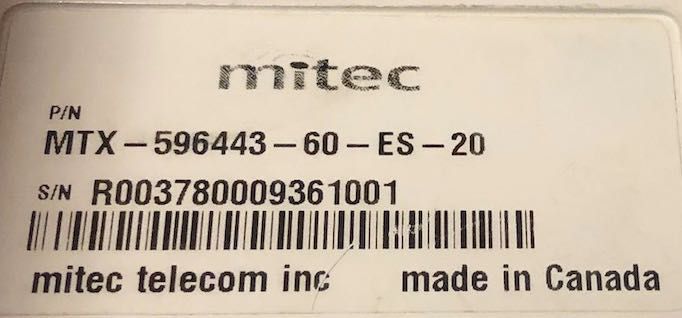 mitec
P/N
MTX-596443-60-ES-20
S/N R003780009361001
mitec telecom inc made in Canada